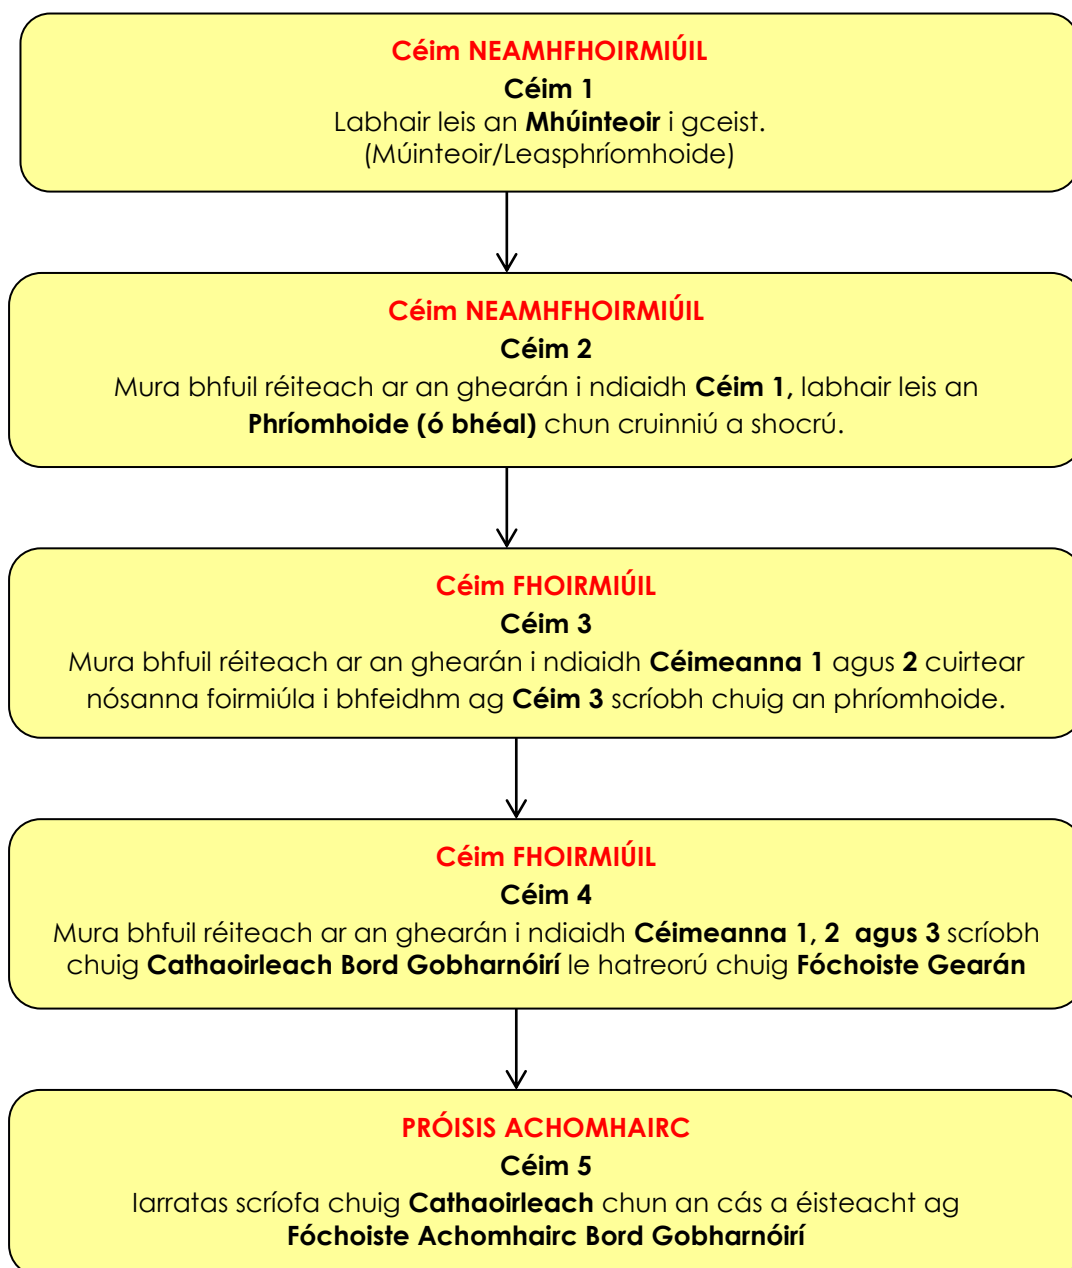 Céim NEAMHFHOIRMIÚIL
Céim 1
Labhair leis an Mhúinteoir i gceist.
(Múinteoir/Leasphríomhoide)
Céim NEAMHFHOIRMIÚIL
Céim 2
Mura bhfuil réiteach ar an ghearán i ndiaidh Céim 1, labhair leis an
Phríomhoide (ó bhéal) chun cruinniú a shocrú.
Céim FHOIRMIÚIL
Céim 3
Mura bhfuil réiteach ar an ghearán i ndiaidh Céimeanna 1 agus 2 cuirtear
nósanna foirmiúla i bhfeidhm ag Céim 3 scríobh chuig an phríomhoide.
Céim FHOIRMIÚIL
Céim 4
Mura bhfuil réiteach ar an ghearán i ndiaidh Céimeanna 1, 2 agus 3 scríobh
chuig Cathaoirleach Bord Gobharnóirí le hatreorú chuig Fóchoiste Gearán
PRÓISIS ACHOMHAIRC
Céim 5
Iarratas scríofa chuig Cathaoirleach chun an cás a éisteacht ag
Fóchoiste Achomhairc Bord Gobharnóirí